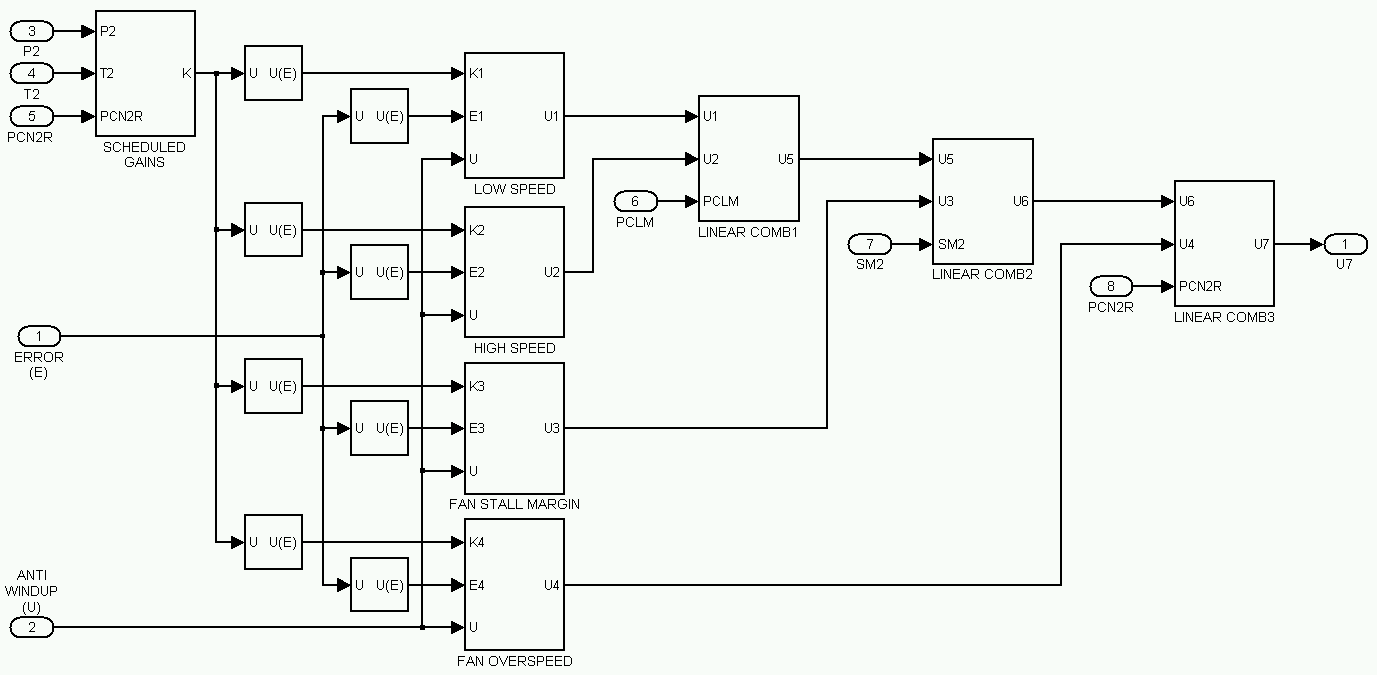 3
P2
4
T2
5
PCN2R
P2
T2
PCN2R
K
SCHEDULED
GAINS
U U(E)
U U(E)
K1
E1
U
U1
LOW SPEED
U U(E)
U U(E)
K2
E2
U
U2
HIGH SPEED
1
ERROR
(E)
U U(E)
U U(E)
K3
E3
U
U3
FAN STALL MARGIN
U U(E)
U U(E)
K4
E4
U
U4
FAN OVERSPEED
ANTI
WINDUP
(U)
2
6
PCLM
U1
U2
PCLM
U5
LINEAR COMB1
7
SM2
U5
U3
SM2
U6
LINEAR COMB2
8
PCN2R
U6
U4
PCN2R
U7
LINEAR COMB3
1
U7